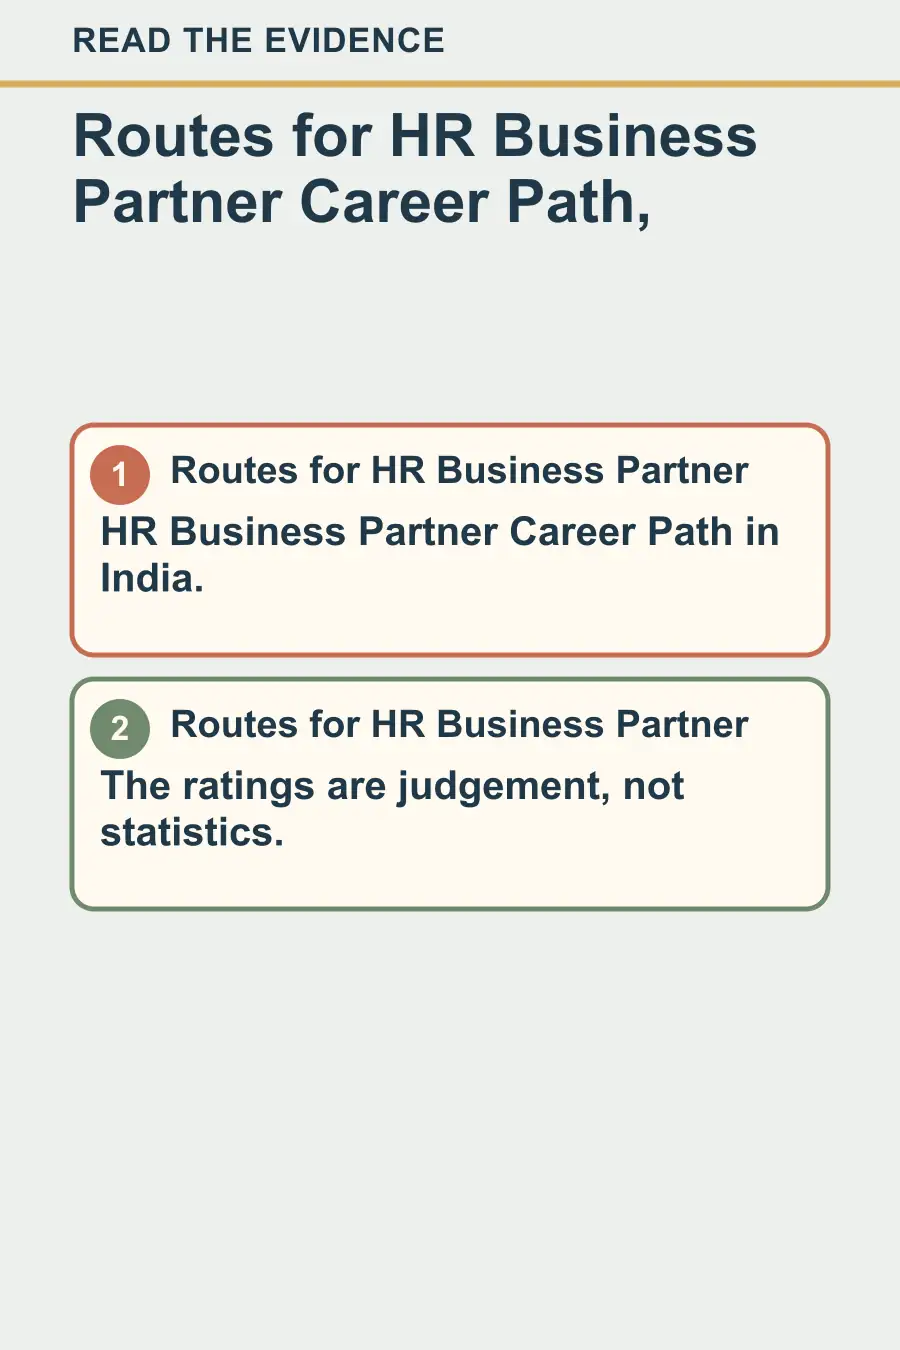 READ THE EVIDENCE
Routes for HR Business
Partner Career Path,
1 Routes for HR Business Partner
HR Business Partner Career Path in
India.
2 Routes for HR Business Partner
The ratings are judgement, not
statistics.